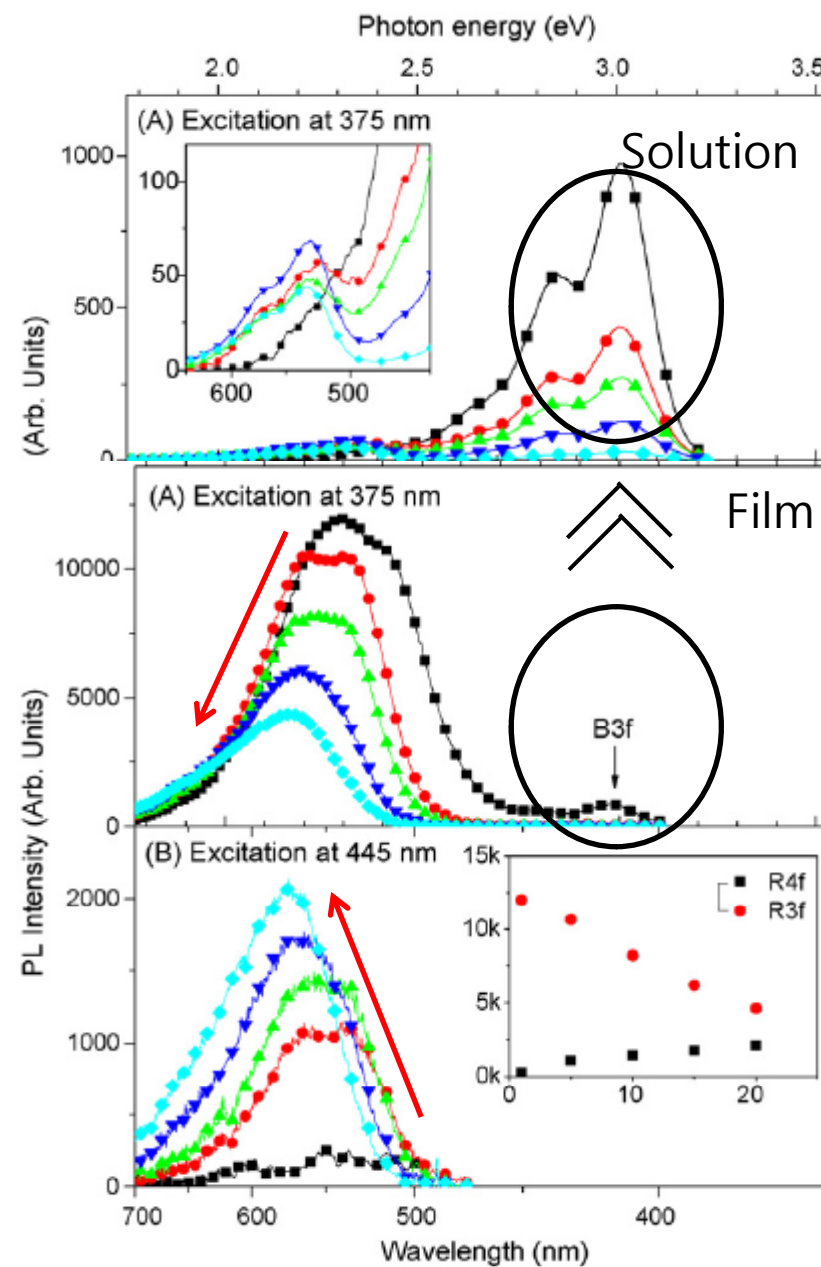 Photon energy (eV)
2.0 2.5 3.0 3.5
(A) Excitation at 375 nm
Solution
1000
500
0
(Arb. Units)
100
50
0
600 500
(A) Excitation at 375 nm
Film
10000
5000
0
B3f
PL Intensity (Arb. Units)
(B) Excitation at 445 nm
2000
1000
0
15k
10k
5k
0k
R4f
R3f
0 10 20
700 600 500 400
Wavelength (nm)